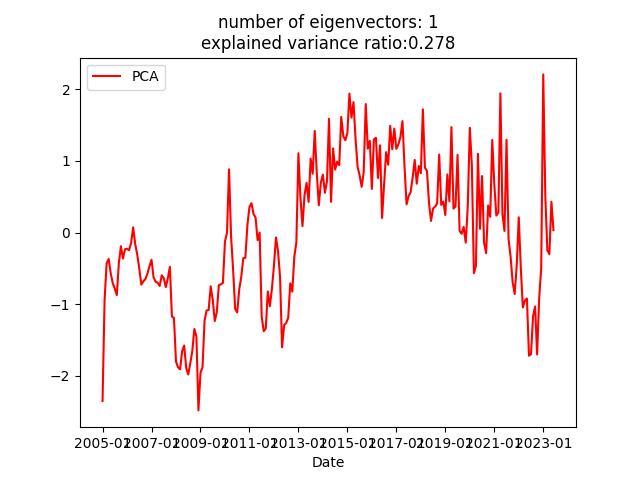 number of eigenvectors: 1
explained variance ratio:0.278
PCA
2
1
0
−1
−2
2005-01 2007-01 2009-01 2011-01 2013-01 2015-01 2017-01 2019-01 2021-01 2023-01
Date